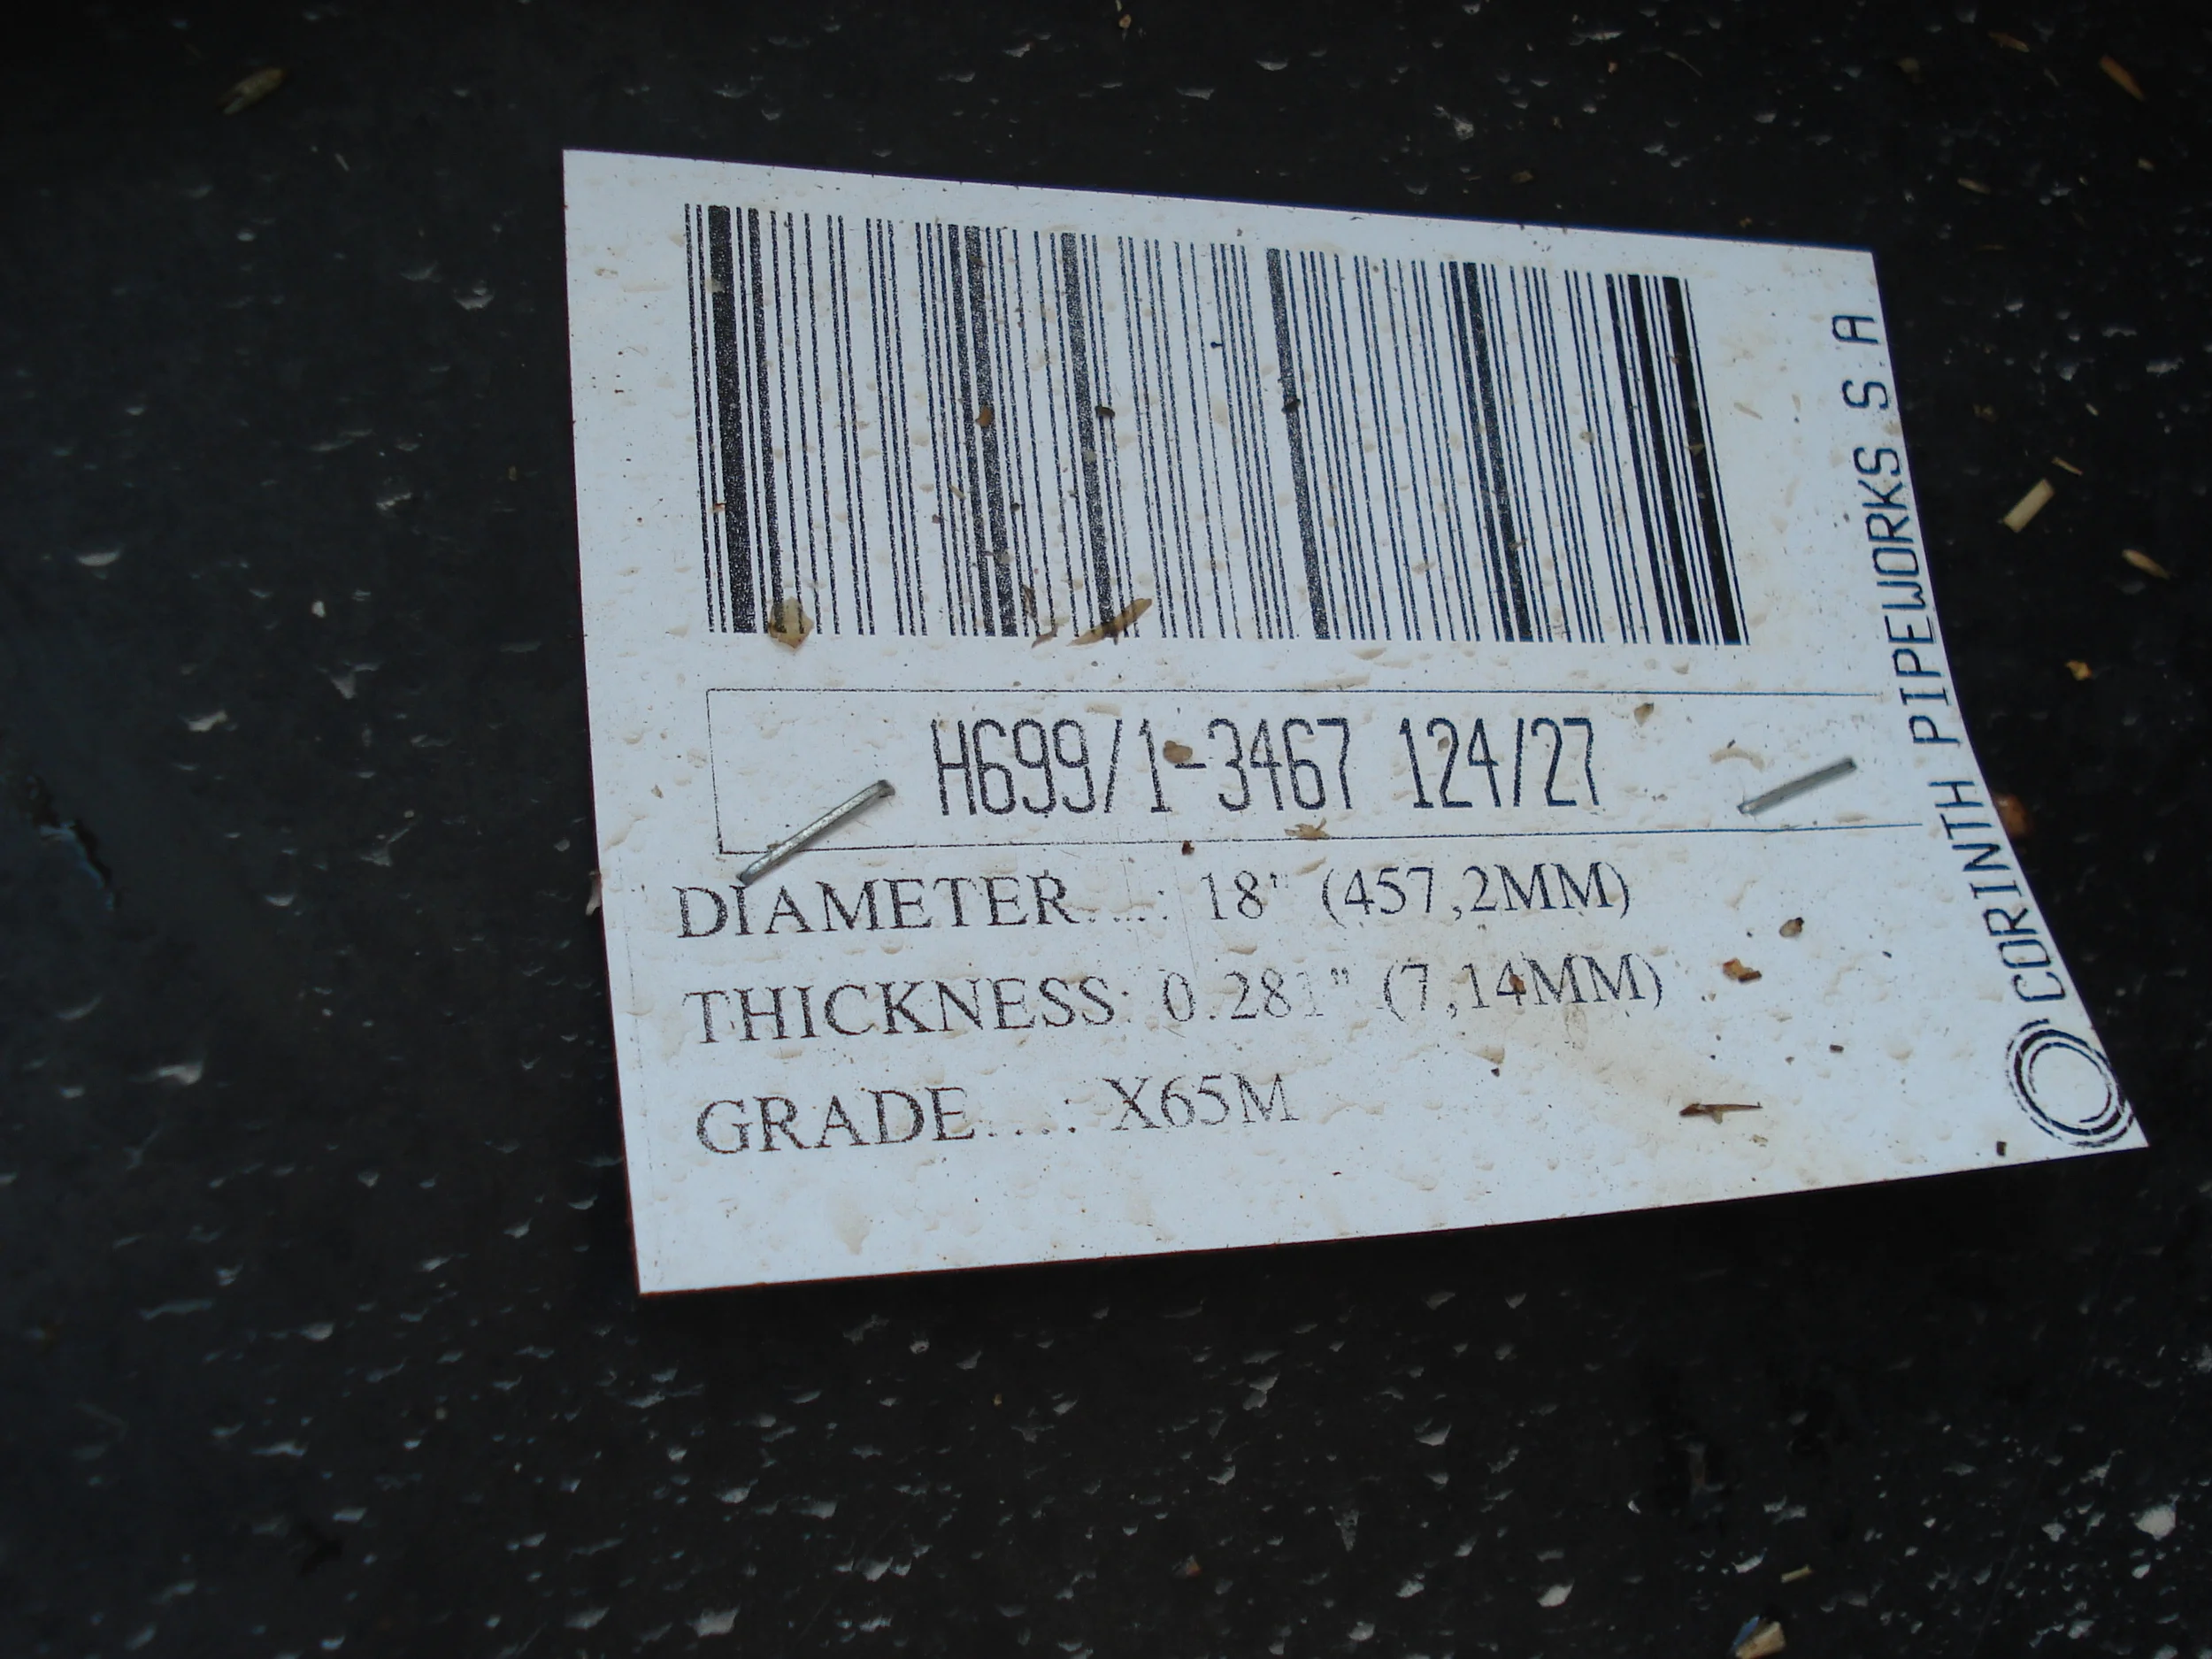 H699/1-3467 124/27
DIAMETER....: 18' (457,2MM)
THICKNESS: 0.281" (7,14MM)
GRADE....: X65M
CORINTH PIPEWORKS S.A